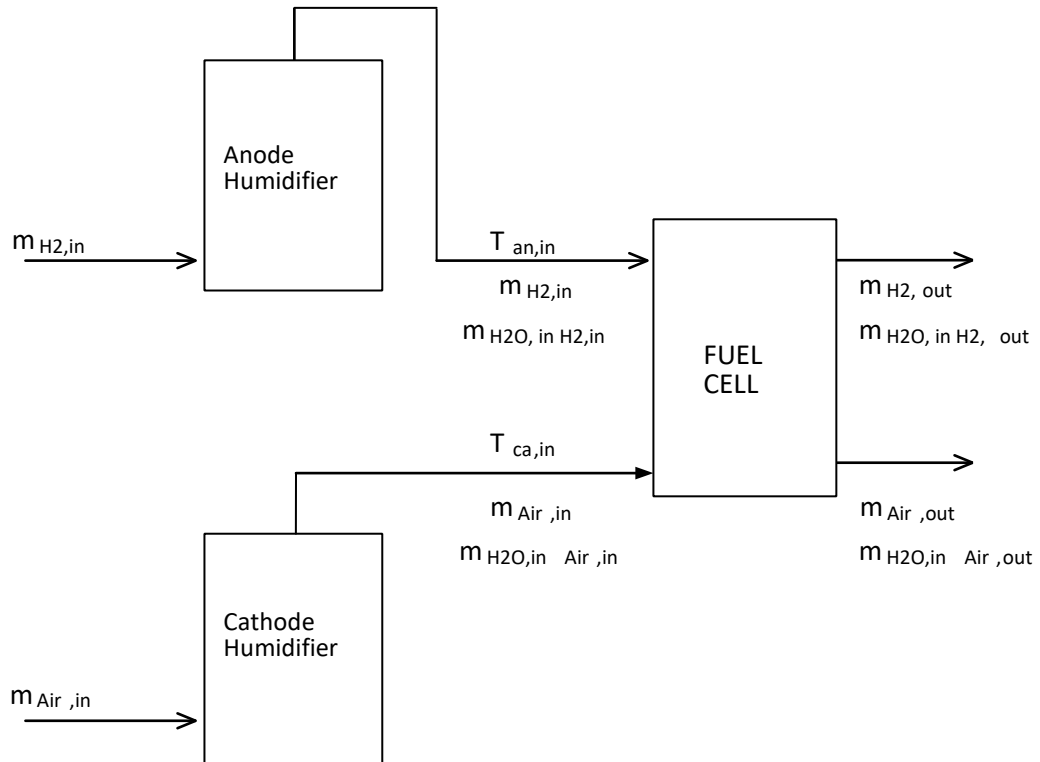 Anode
Humidifier
m H2,in
T an,in
m H2,in
m H2O, in H2,in
FUEL
CELL
m H2, out
m H2O, in H2, out
T ca,in
m Air ,in
m H2O,in Air ,in
m Air ,out
m H2O,in Air ,out
Cathode
Humidifier
m Air ,in